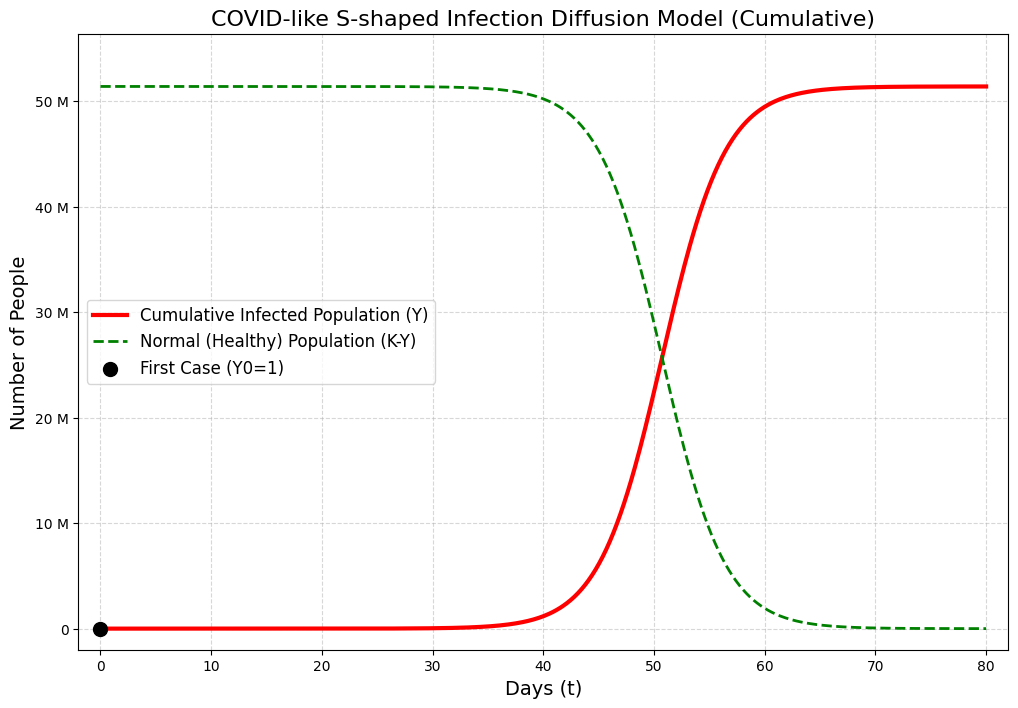 COVID-like S-shaped Infection Diffusion Model (Cumulative)
Number of People
50 M
40 M
30 M
20 M
10 M
0
Cumulative Infected Population (Y)
Normal (Healthy) Population (K-Y)
First Case (Y0=1)
0 10 20 30 40 50 60 70 80
Days (t)